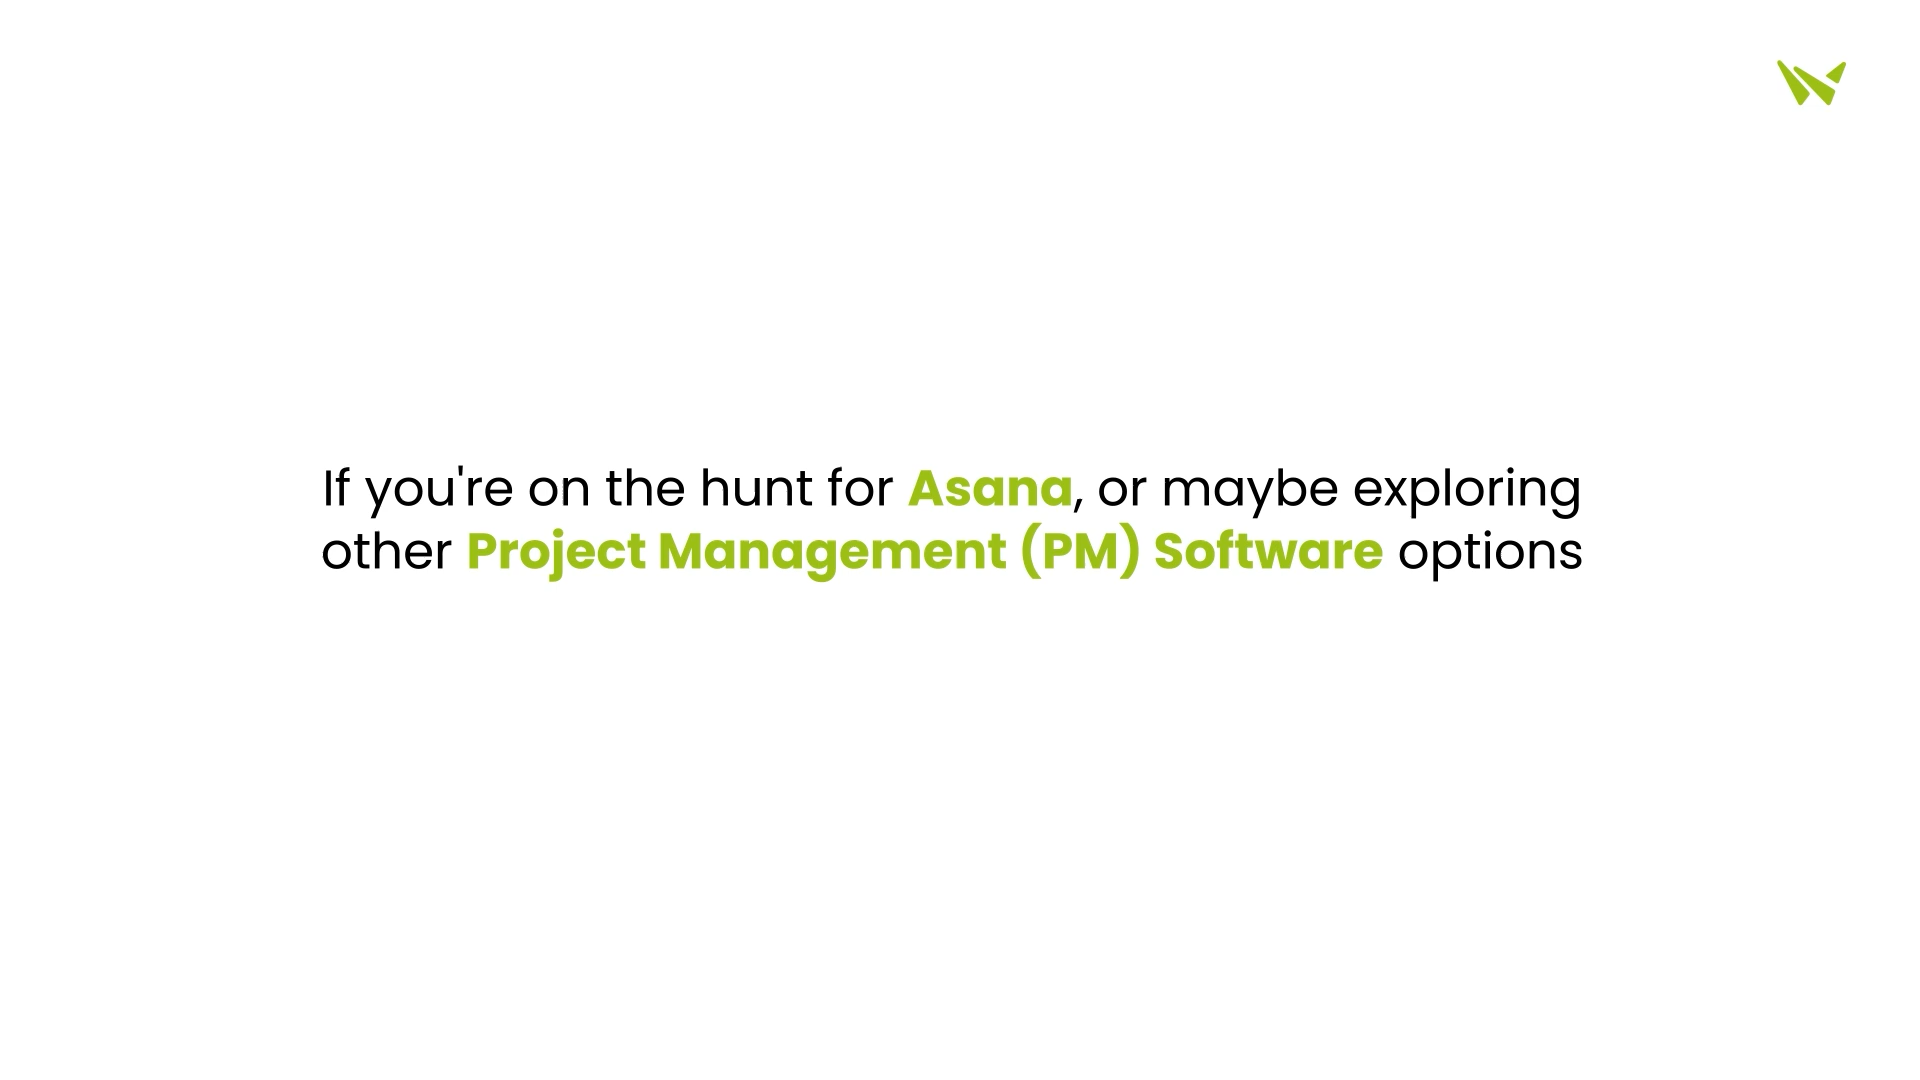 If you're on the hunt for Asana, or maybe exploring
other Project Management (PM) Software options